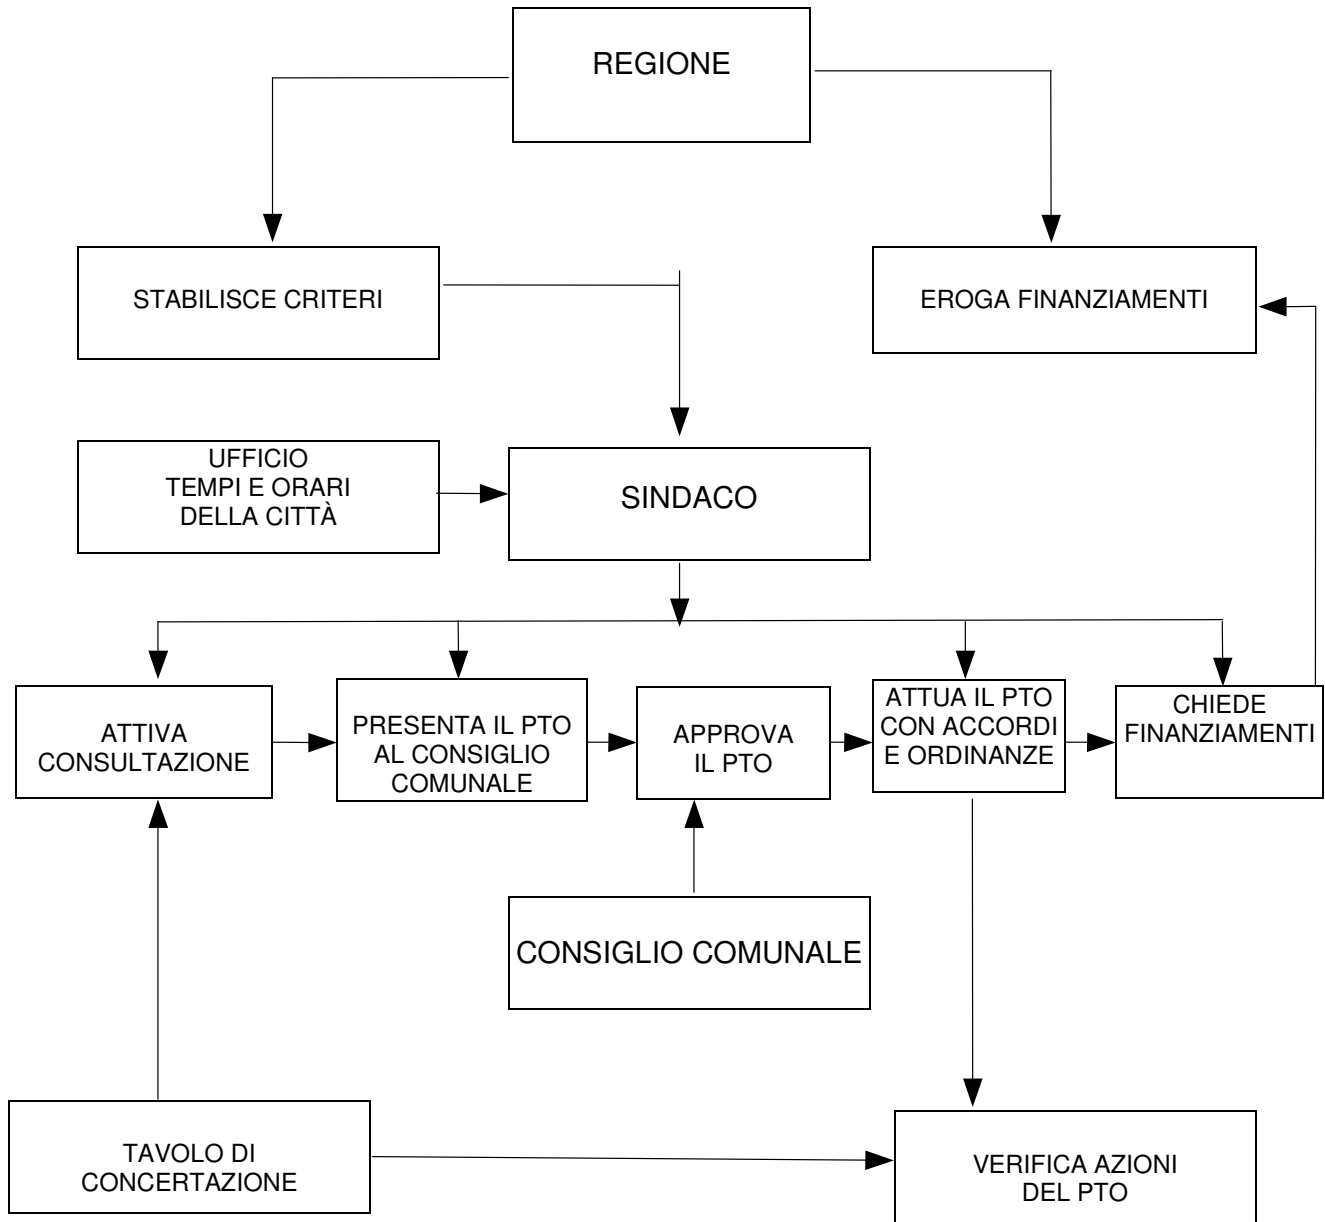 REGIONE
STABILISCE CRITERI
EROGA FINANZIAMENTI
UFFICIO
TEMPI E ORARI
DELLA CITTÀ
SINDACO
ATTIVA
CONSULTAZIONE
PRESENTA IL PTO
AL CONSIGLIO
COMUNALE
APPROVA
IL PTO
ATTUA IL PTO
CON ACCORDI
E ORDINANZE
CHIEDE
FINANZIAMENTI
CONSIGLIO COMUNALE
TAVOLO DI
CONCERTAZIONE
VERIFICA AZIONI
DEL PTO